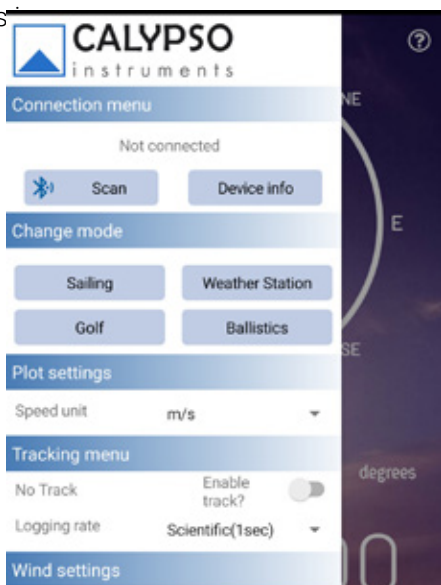 s
CALYPSO
instruments
Connection menu
Not connected
Scan
Device info
Change mode
Sailing
Weather Station
Golf
Ballistics
Plot settings
Speed unit
m/s
Tracking menu
No Track
Enable
track?
Logging rate
Scientific(1sec)
Wind settings
?
NE
E
SE
degrees